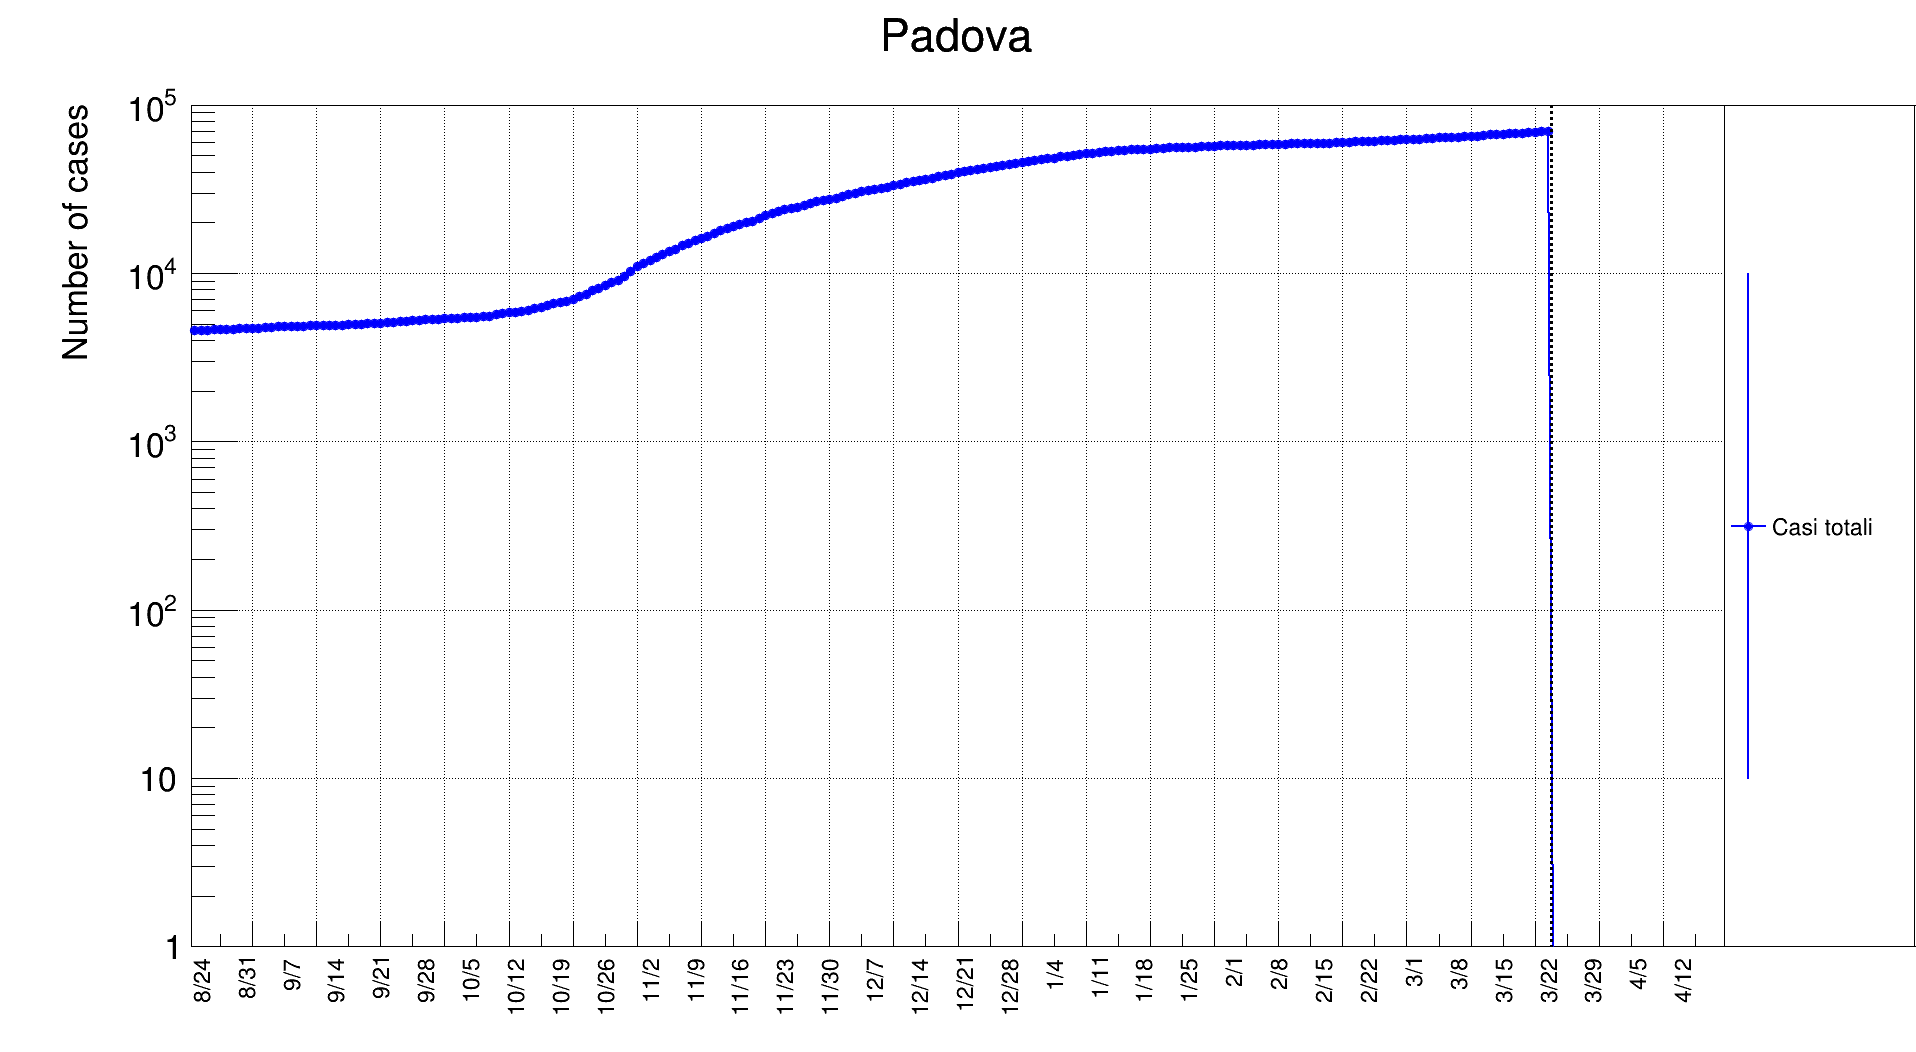 Padova
Number of cases
10^5
10^4
10^3
10^2
10
1
8/24 8/31 9/7 9/14 9/21 9/28 10/5 10/12 10/19 10/26 11/2 11/9 11/16 11/23 11/30 12/7 12/14 12/21 12/28 1/4 1/11 1/18 1/25 2/1 2/8 2/15 2/22 3/1 3/8 3/15 3/22 3/29 4/5 4/12
Casi totali